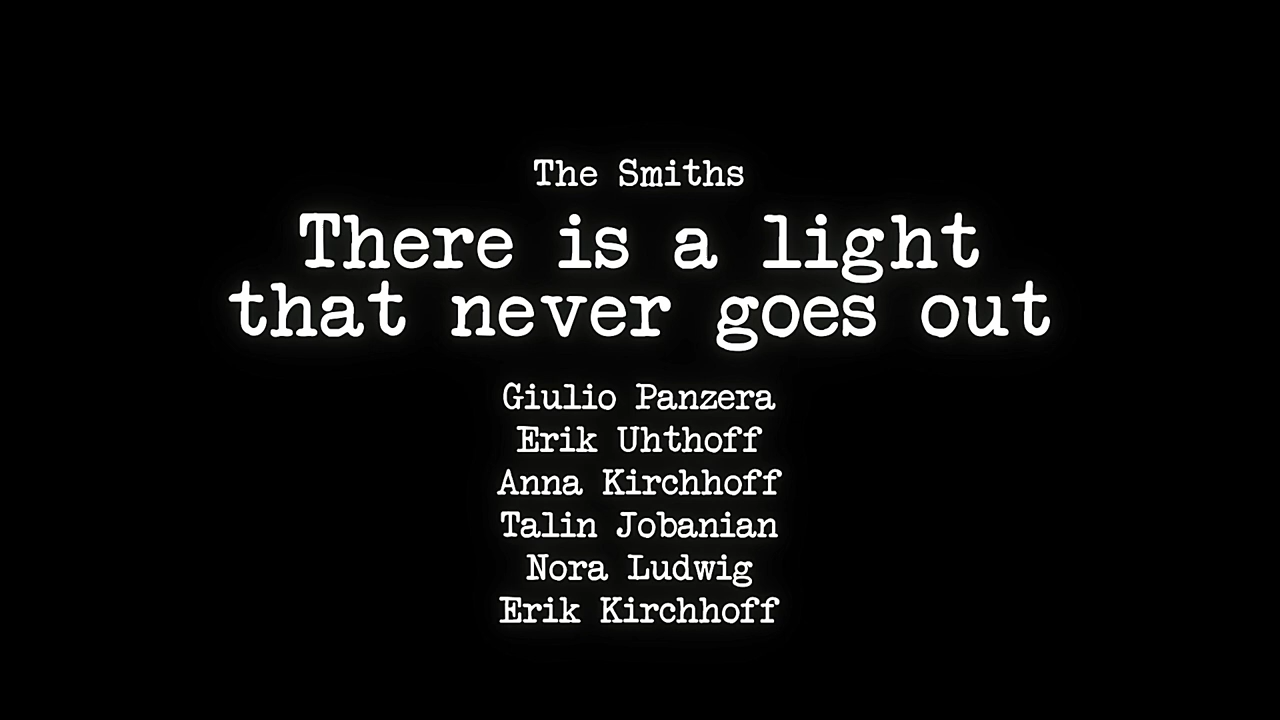 The Smiths
There is a light
that never goes out
Giulio Panzera
Erik Uhthoff
Anna Kirchhoff
Talin Jobanian
Nora Ludwig
Erik Kirchhoff